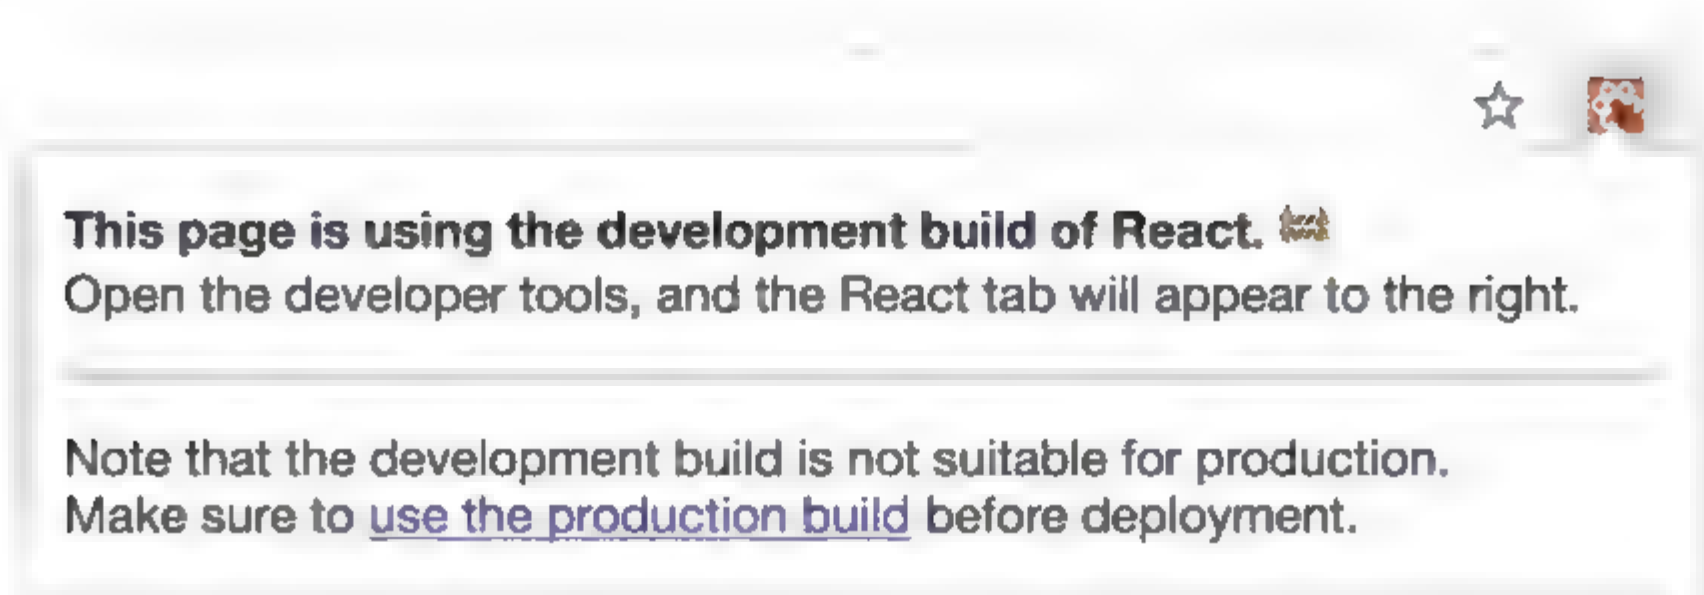 This page is using the development build of React. 🚧
Open the developer tools, and the React tab will appear to the right.
Note that the development build is not suitable for production.
Make sure to use the production build before deployment.